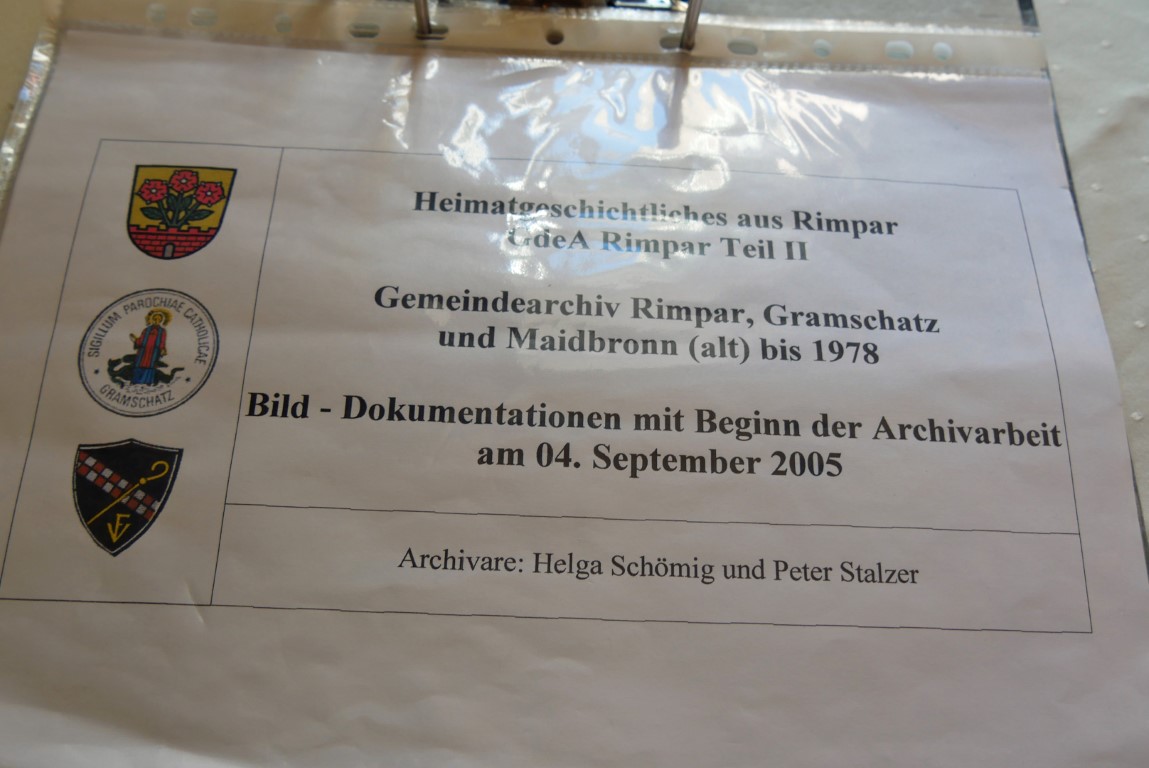 Heimatgeschichtliches aus Rimpar
GdeA Rimpar Teil II
Gemeindearchiv Rimpar, Gramschatz
und Maidbronn (alt) bis 1978
Bild - Dokumentationen mit Beginn der Archivarbeit
am 04. September 2005
Archivare: Helga Schömig und Peter Stalzer
SIGILLUM PAROCHIAE CATHOLICAE
GRAMSCHATZ